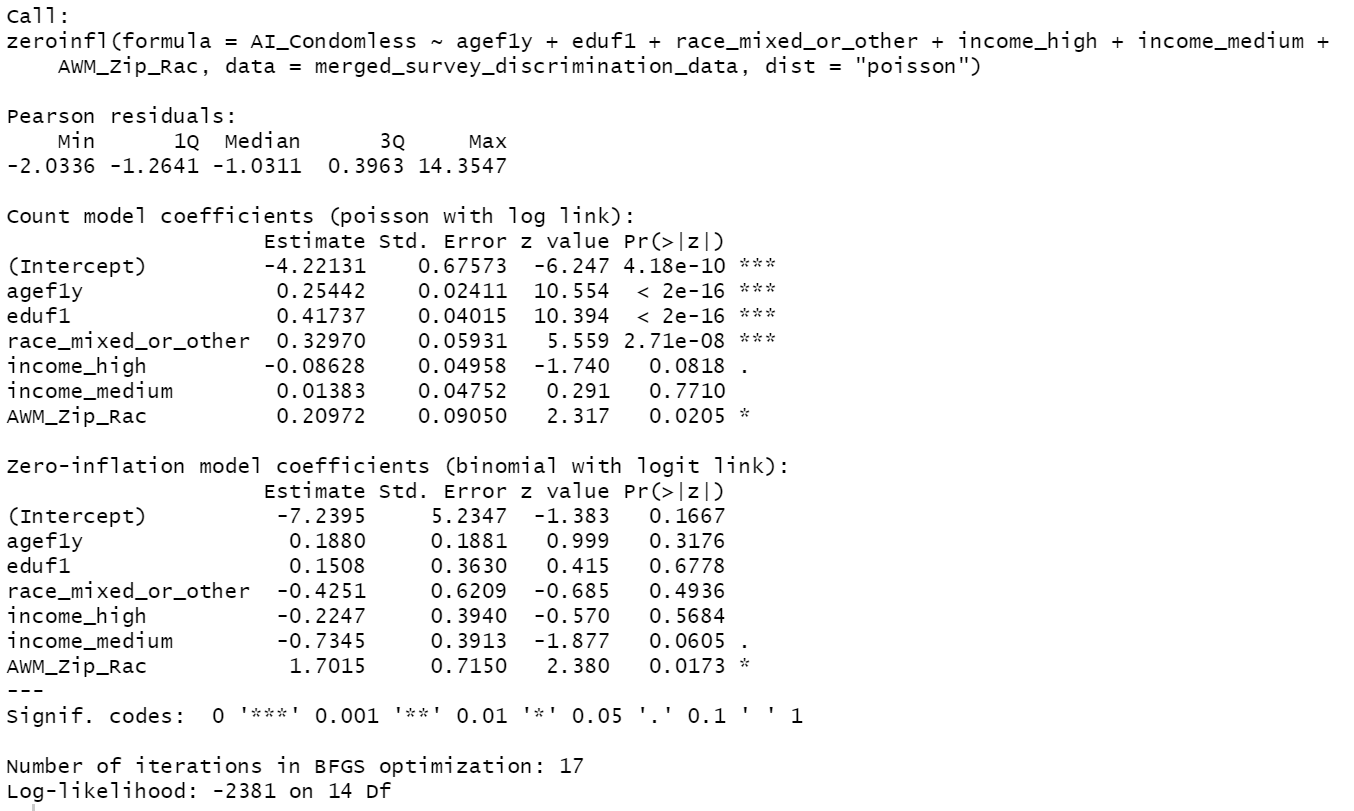 Call:
zeroinfl(formula = AI_Condomless ~ agef1y + eduf1 + race_mixed_or_other + income_high + income_medium +
    AWM_Zip_Rac, data = merged_survey_discrimination_data, dist = "poisson")

Pearson residuals:
    Min      1Q  Median      3Q     Max
-2.0336 -1.2641 -1.0311  0.3963 14.3547

Count model coefficients (poisson with log link):
                    Estimate Std. Error z value Pr(>|z|)
(Intercept)         -4.22131    0.67573  -6.247 4.18e-10 ***
agef1y               0.25442    0.02411  10.554  < 2e-16 ***
eduf1                0.41737    0.04015  10.394  < 2e-16 ***
race_mixed_or_other  0.32970    0.05931   5.559 2.71e-08 ***
income_high         -0.08628    0.04958  -1.740   0.0818 .
income_medium        0.01383    0.04752   0.291   0.7710
AWM_Zip_Rac          0.20972    0.09050   2.317   0.0205 *

Zero-inflation model coefficients (binomial with logit link):
                    Estimate Std. Error z value Pr(>|z|)
(Intercept)          -7.2395     5.2347  -1.383   0.1667
agef1y                0.1880     0.1881   0.999   0.3176
eduf1                 0.1508     0.3630   0.415   0.6778
race_mixed_or_other  -0.4251     0.6209  -0.685   0.4936
income_high          -0.2247     0.3940  -0.570   0.5684
income_medium        -0.7345     0.3913  -1.877   0.0605 .
AWM_Zip_Rac           1.7015     0.7150   2.380   0.0173 *
---
Signif. codes:  0 '***' 0.001 '**' 0.01 '*' 0.05 '.' 0.1 ' ' 1

Number of iterations in BFGS optimization: 17
Log-likelihood: -2381 on 14 Df